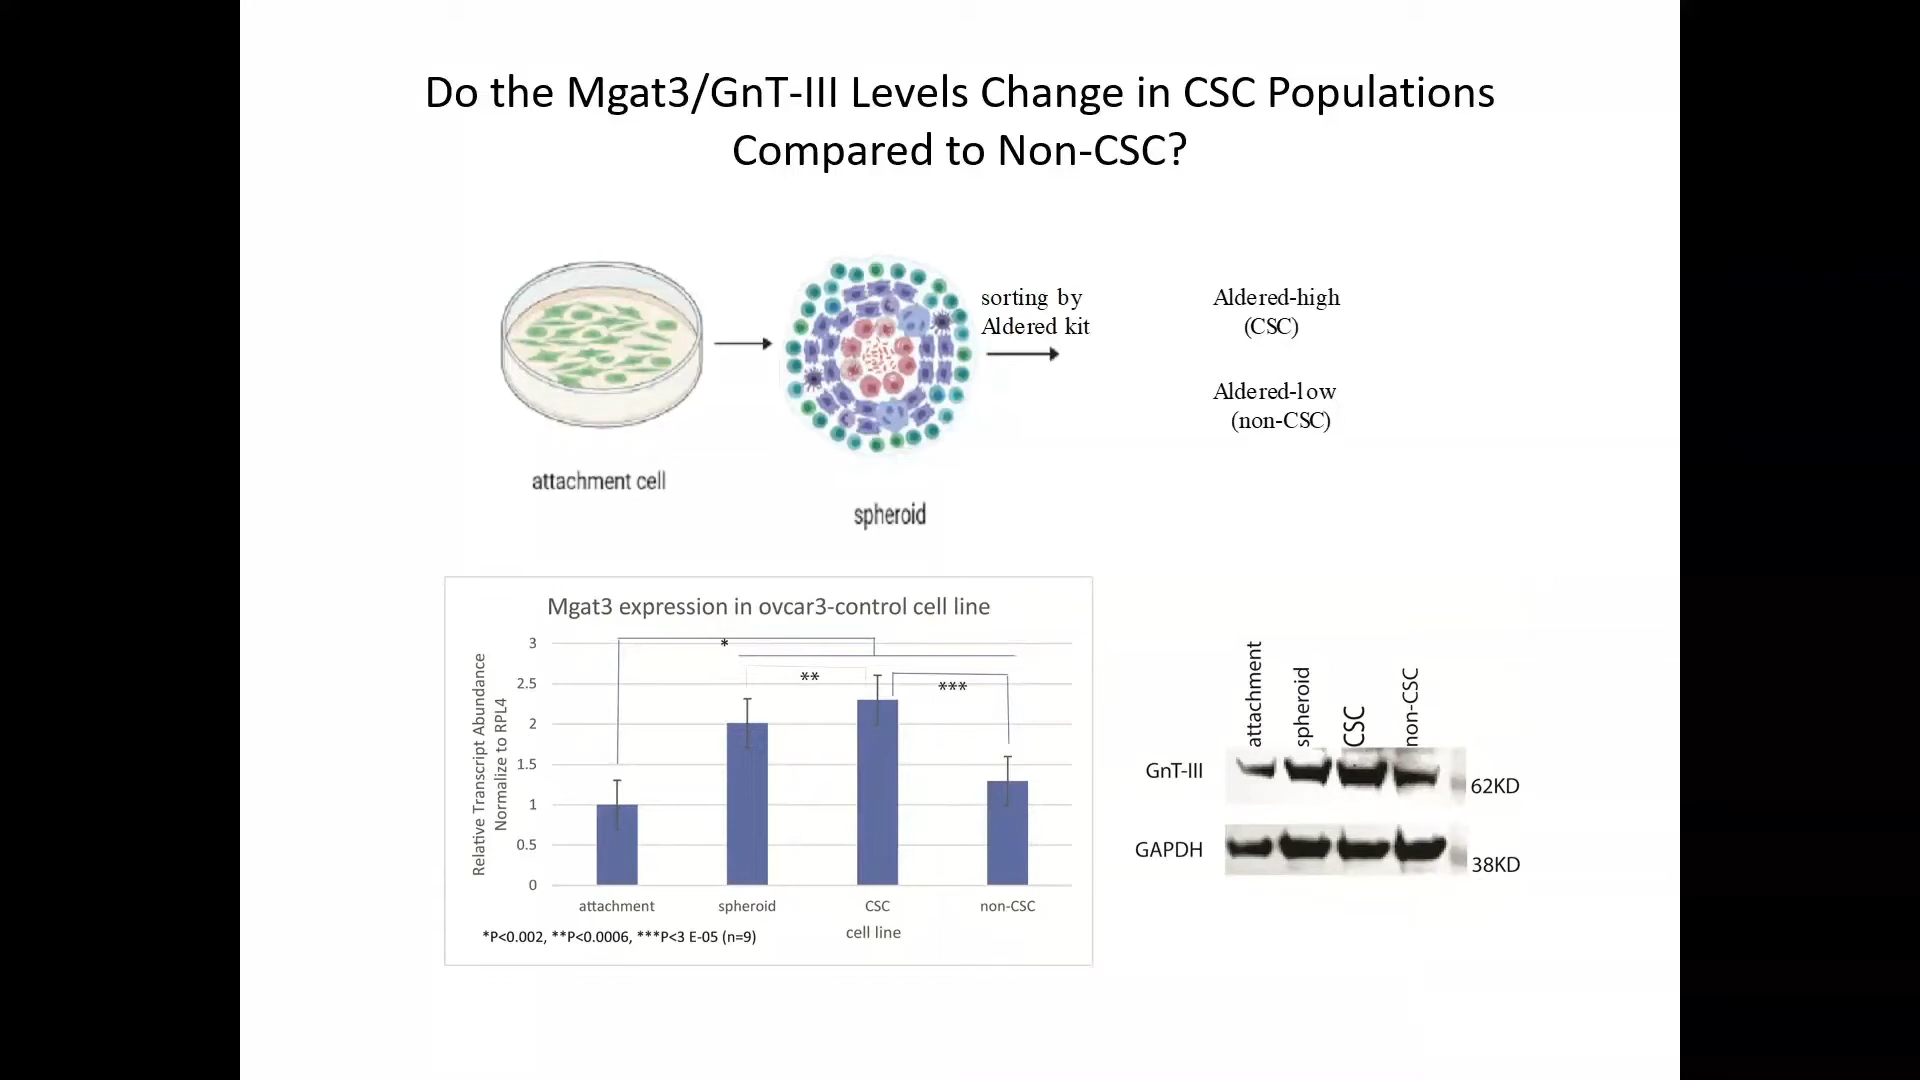 Do the Mgat3/GnT-III Levels Change in CSC Populations
Compared to Non-CSC?
sorting by
Aldered kit
Aldered-high
(CSC)
Aldered-low
(non-CSC)
attachment cell
spheroid
Mgat3 expression in ovcar3-control cell line
Relative Transcript Abundance
Normalize to RPL4
3
2.5
2
1.5
1
0.5
0
*
**
***
attachment
spheroid
CSC
non-CSC
cell line
*P<0.002, **P<0.0006, ***P<3 E-05 (n=9)
attachment
spheroid
CSC
non-CSC
GnT-III
62KD
GAPDH
38KD